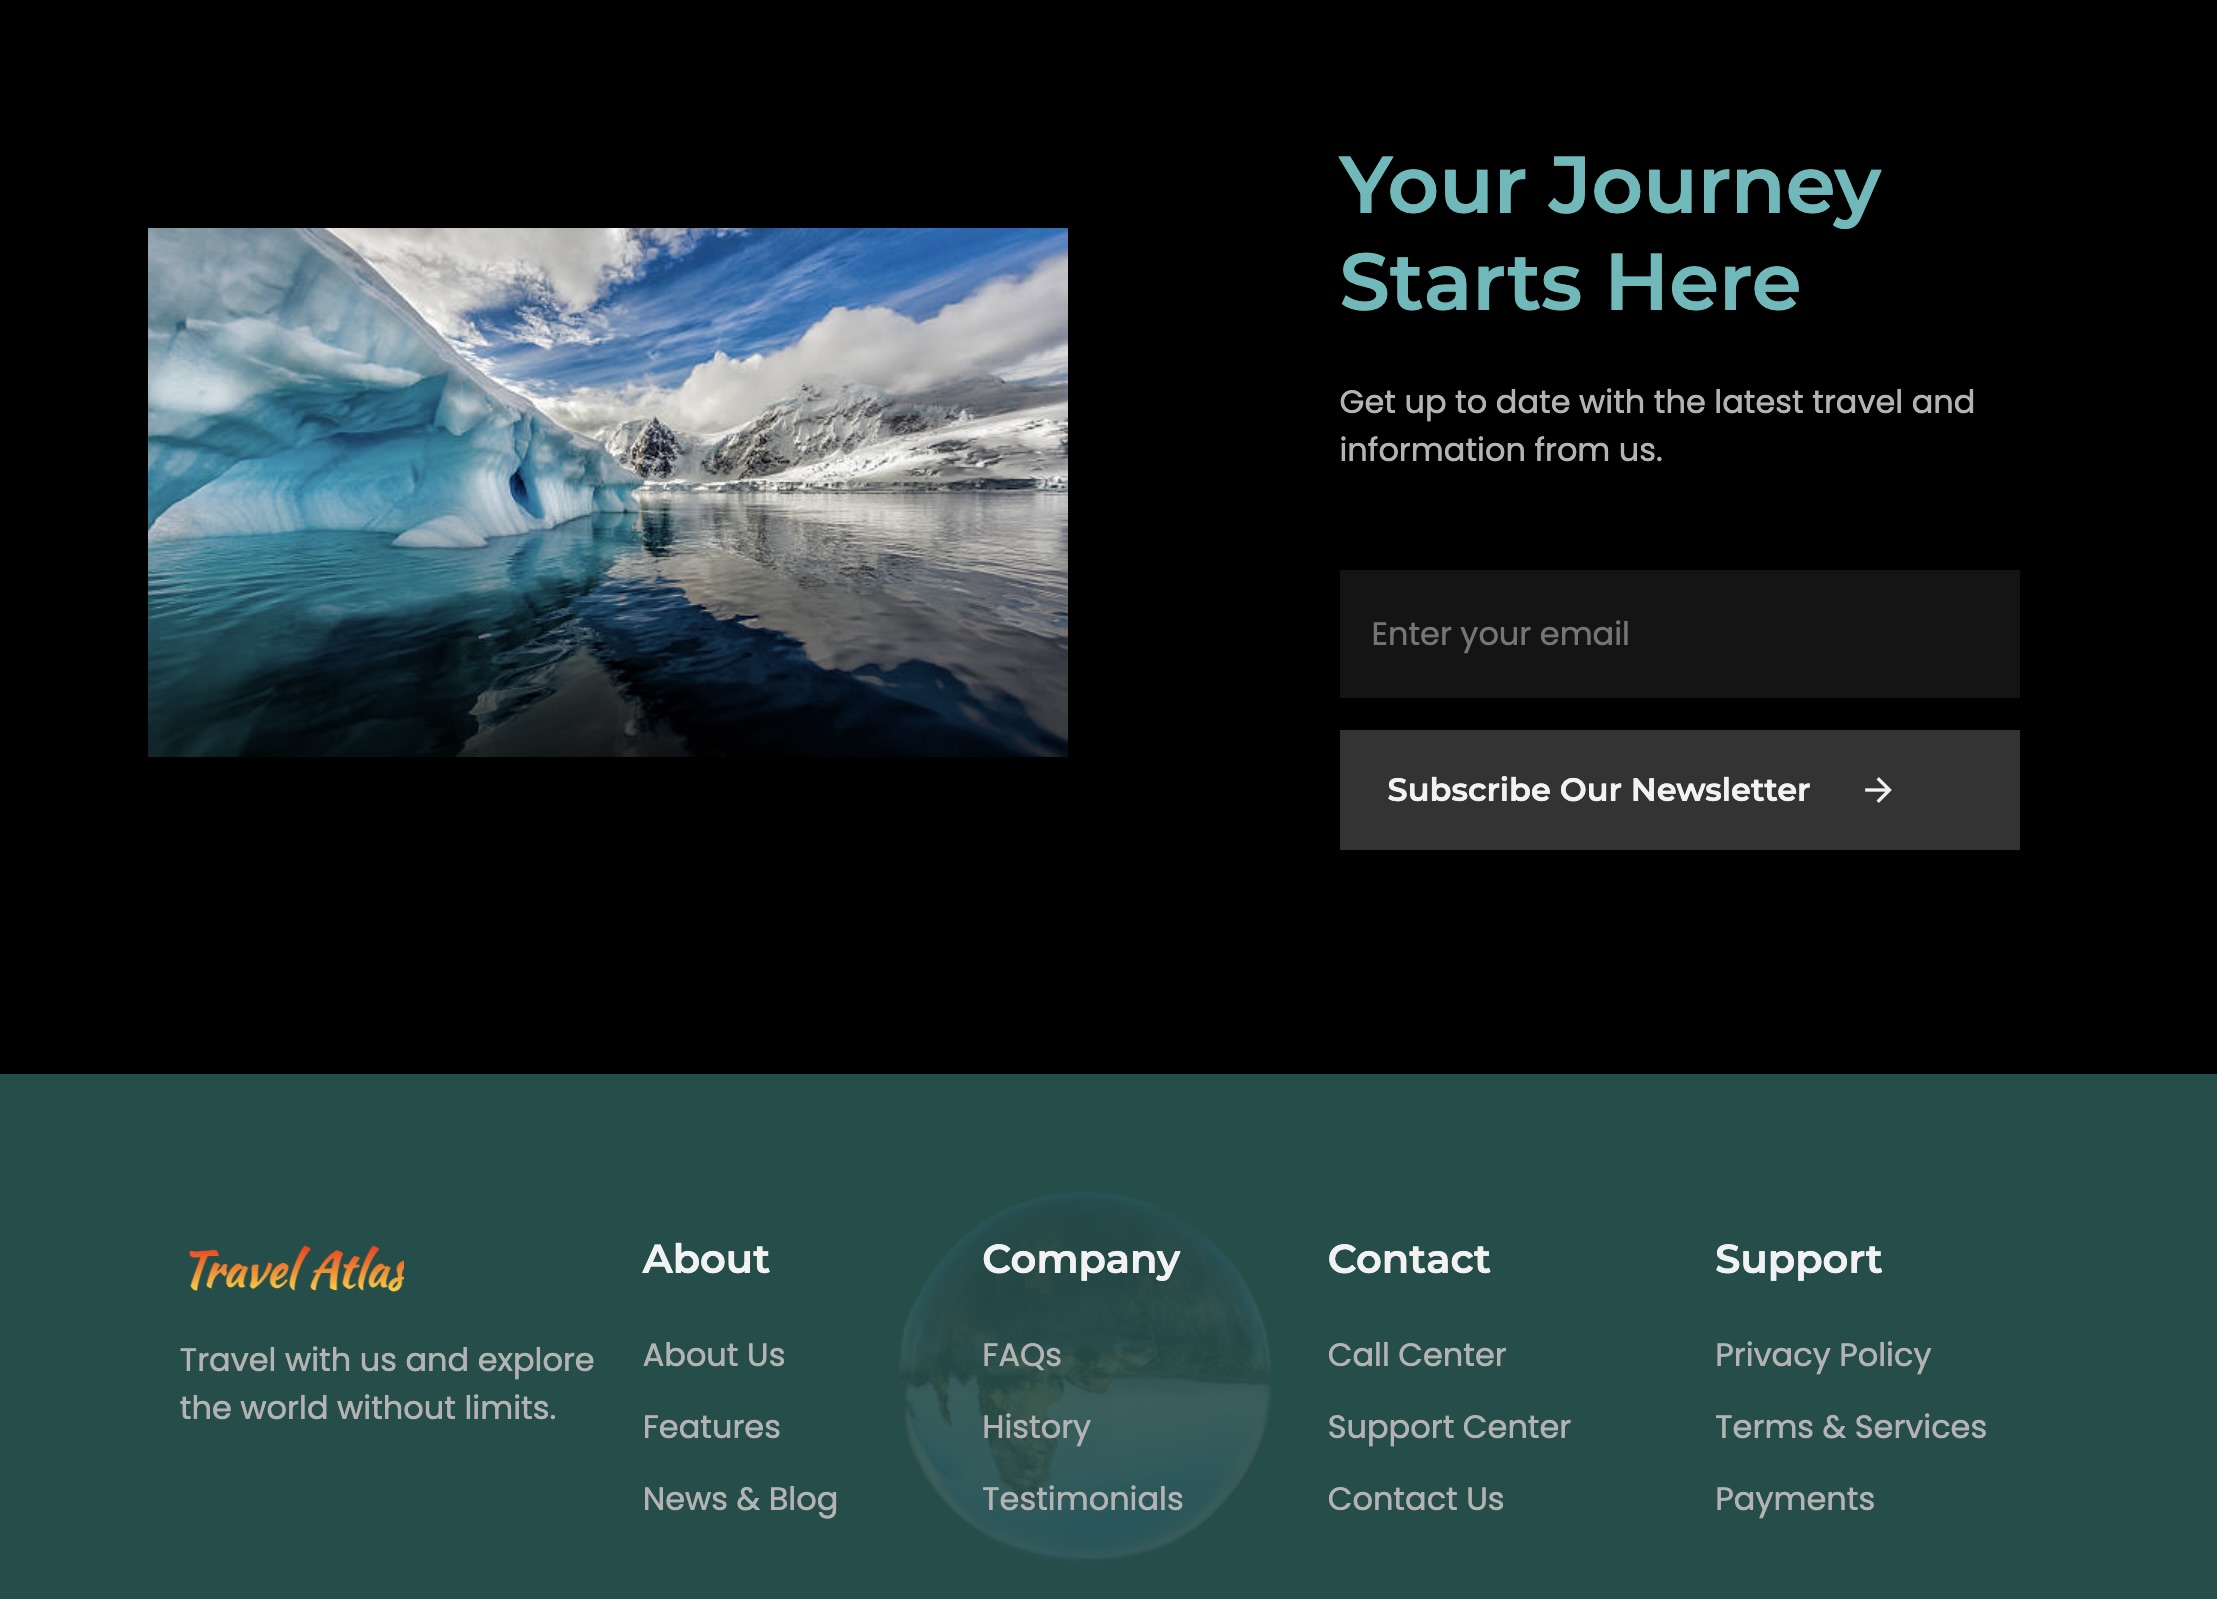 Your Journey
Starts Here
Get up to date with the latest travel and
information from us.
Enter your email
Subscribe Our Newsletter
Travel Atlas
Travel with us and explore
the world without limits.
About
About Us
Features
News & Blog
Company
FAQs
History
Testimonials
Contact
Call Center
Support Center
Contact Us
Support
Privacy Policy
Terms & Services
Payments